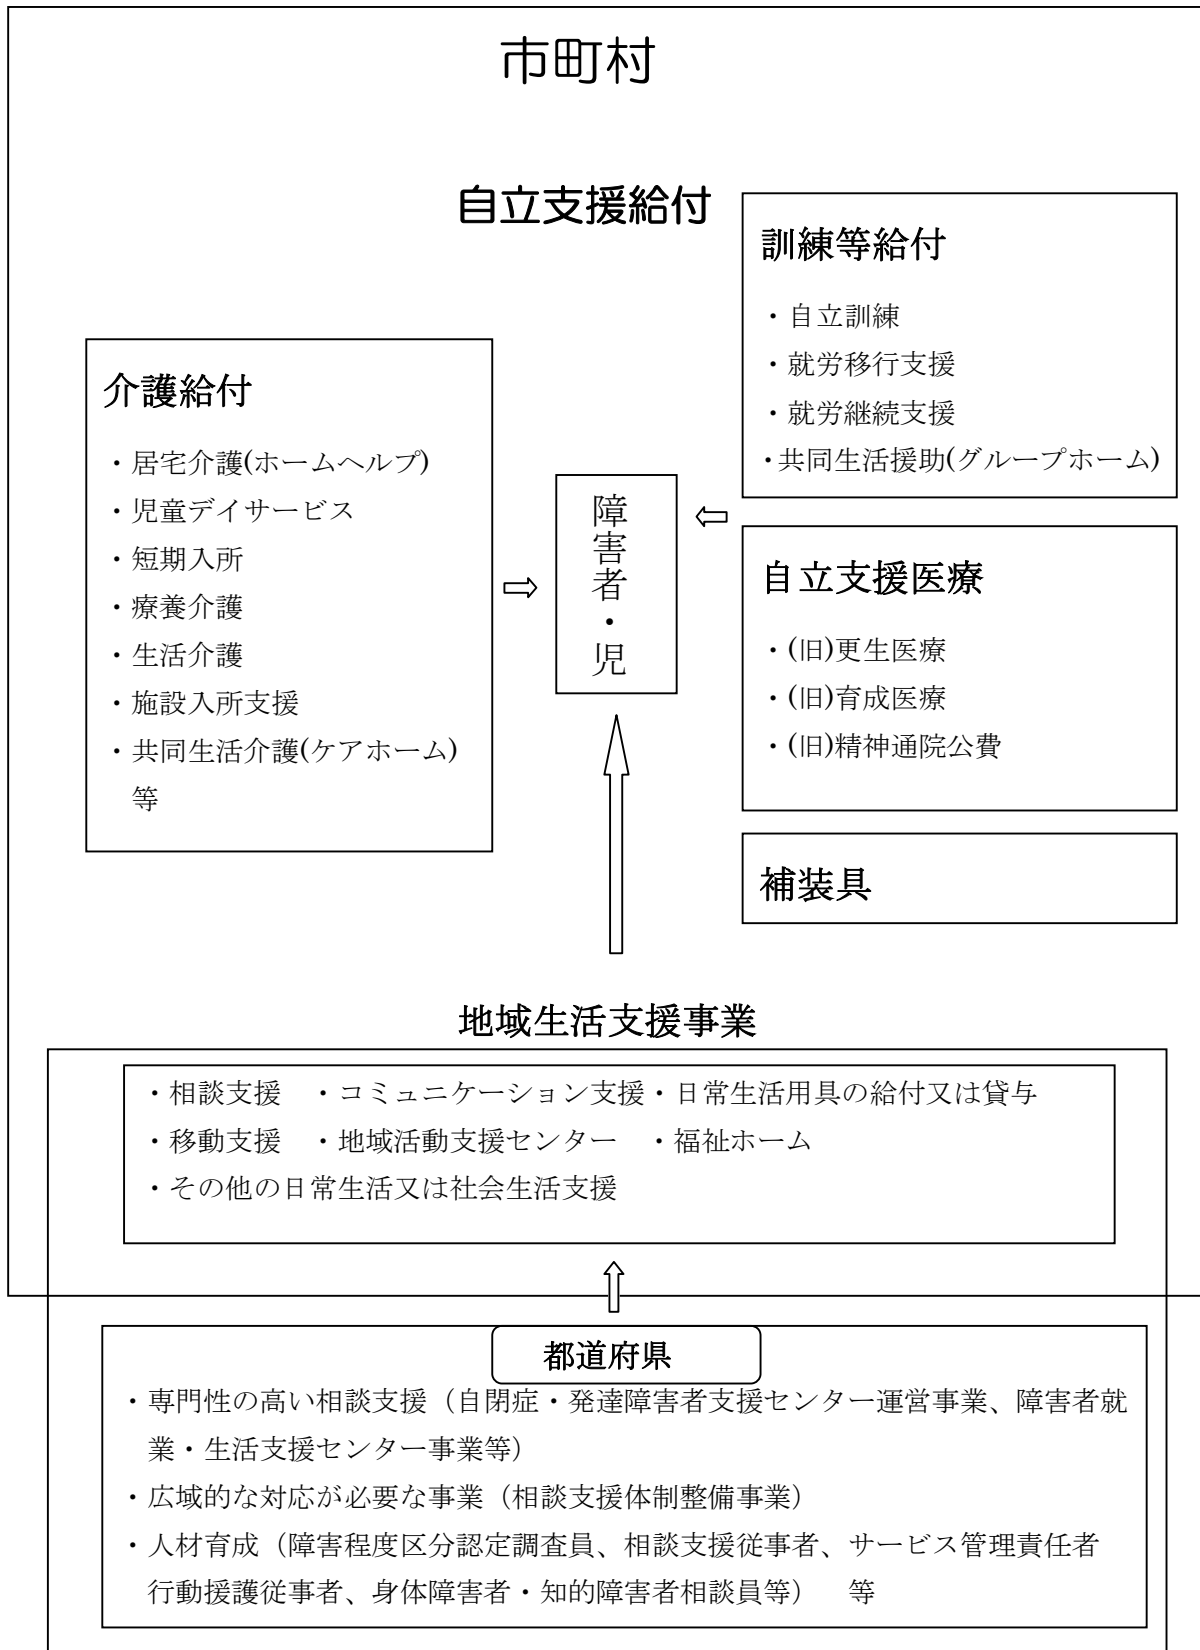 市町村
自立支援給付
訓練等給付
・自立訓練
・就労移行支援
・就労継続支援
・共同生活援助(グループホーム)
介護給付
・居宅介護(ホームヘルプ)
・児童デイサービス
・短期入所
・療養介護
・生活介護
・施設入所支援
・共同生活介護(ケアホーム)
等
障害者・児
自立支援医療
・(旧)更生医療
・(旧)育成医療
・(旧)精神通院公費
補装具
地域生活支援事業
・相談支援　・コミュニケーション支援・日常生活用具の給付又は貸与
・移動支援　・地域活動支援センター　・福祉ホーム
・その他の日常生活又は社会生活支援
都道府県
・専門性の高い相談支援（自閉症・発達障害者支援センター運営事業、障害者就
業・生活支援センター事業等）
・広域的な対応が必要な事業（相談支援体制整備事業）
・人材育成（障害程度区分認定調査員、相談支援従事者、サービス管理責任者
行動援護従事者、身体障害者・知的障害者相談員等）　等